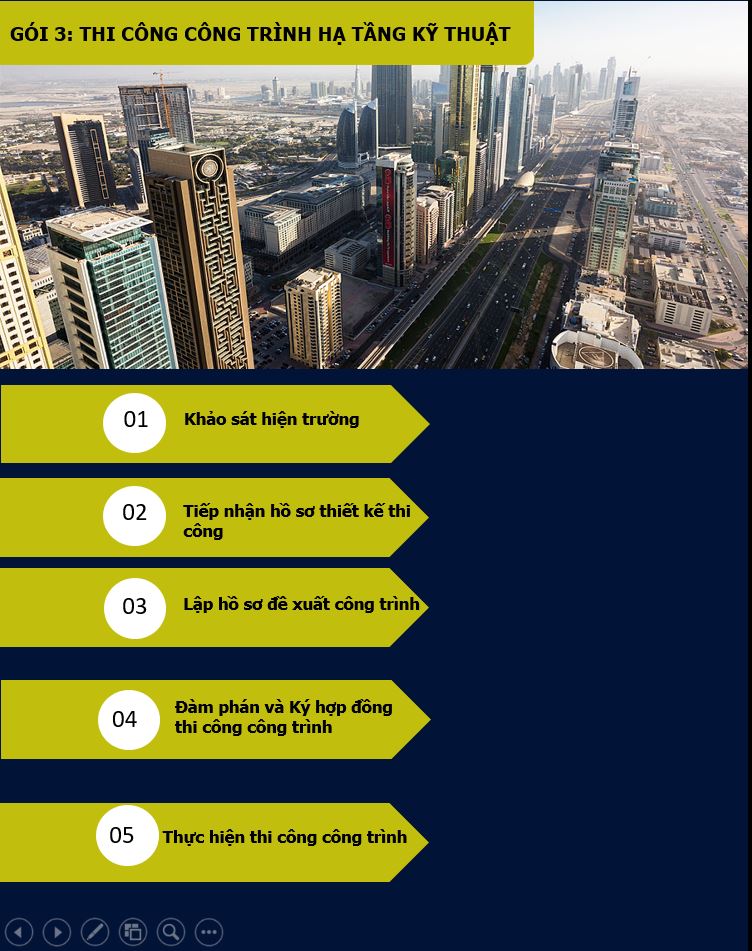 GÓI 3: THI CÔNG CÔNG TRÌNH HẠ TẦNG KỸ THUẬT
01
Khảo sát hiện trường
02
Tiếp nhận hồ sơ thiết kế thi
công
03
Lập hồ sơ đề xuất công trình
04
Đàm phán và Ký hợp đồng
thi công công trình
05
Thực hiện thi công công trình